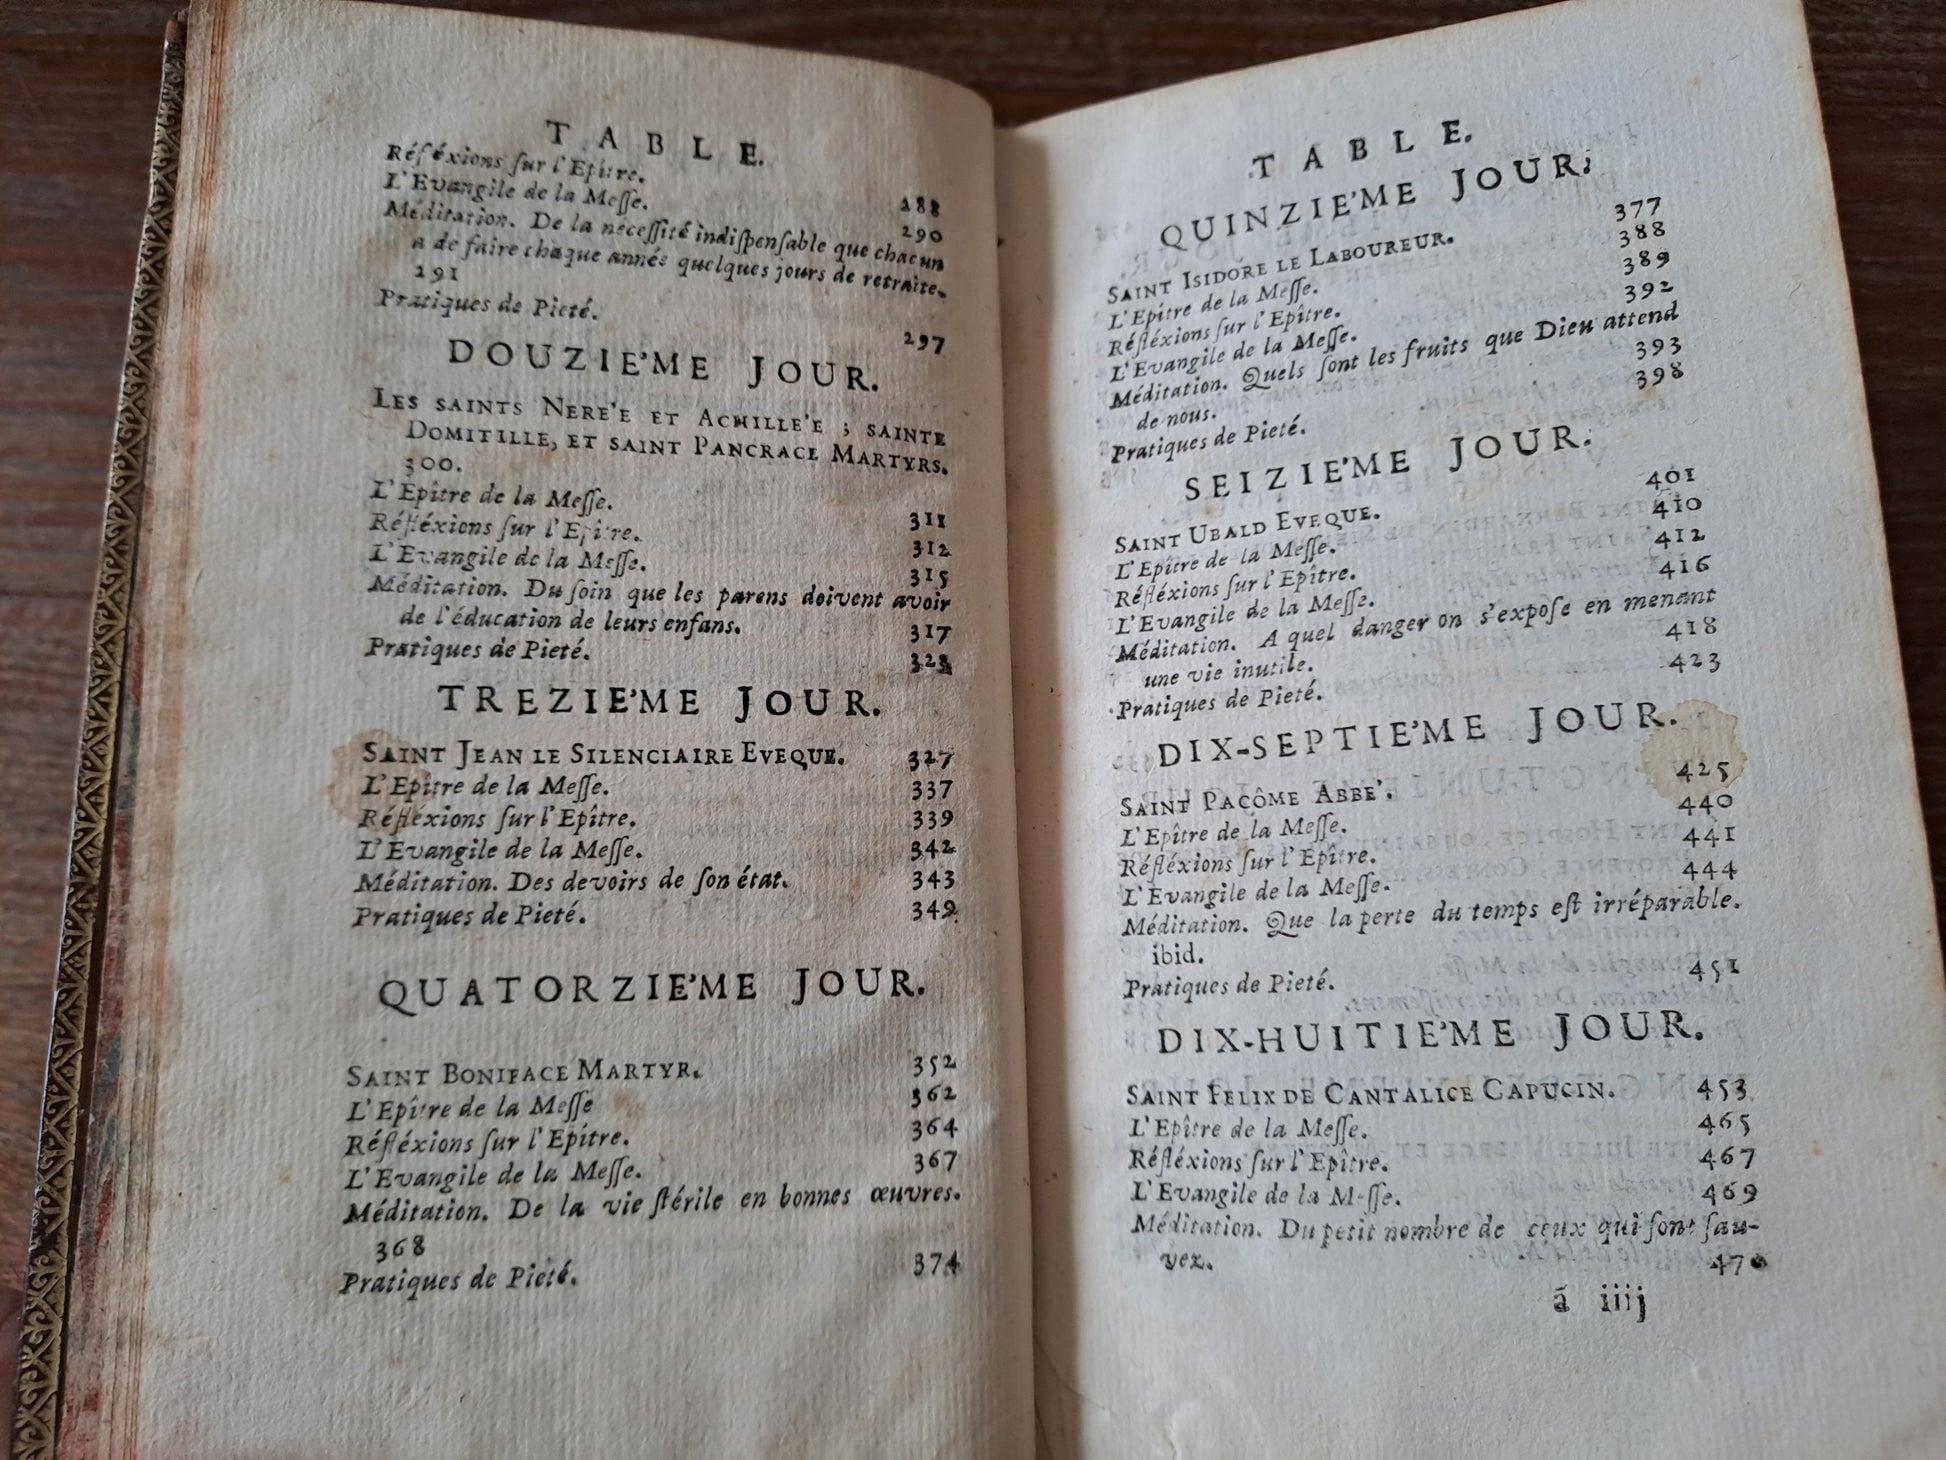 TABLE.
Réfléxions ſur l'Epître. 288
L'Evangile de la Meſſe. 290
Méditation. De la néceſſité indiſpenſable que chacun
a de faire chaque année quelques jours de retraite.
291
Pratiques de Pieté. 297
DOUZIE'ME JOUR.
LES SAINTS NERE'E ET ACHILLE'E ; SAINTE
DOMITILLE, ET SAINT PANCRACE MARTYRS.
300.
L'Epître de la Meſſe. 311
Réfléxions ſur l'Epître. 312
L'Evangile de la Meſſe. 315
Méditation. Du ſoin que les parens doivent avoir
de l'éducation de leurs enfans. 317
Pratiques de Pieté. 323
TREZIE'ME JOUR.
SAINT JEAN LE SILENCIAIRE EVEQUE. 327
L'Epître de la Meſſe. 337
Réfléxions ſur l'Epître. 339
L'Evangile de la Meſſe. 342
Méditation. Des devoirs de ſon état. 343
Pratiques de Pieté. 349
QUATORZIE'ME JOUR.
SAINT BONIFACE MARTYR. 352
L'Epître de la Meſſe 362
Réfléxions ſur l'Epître. 364
L'Evangile de la Meſſe. 367
Méditation. De la vie ſtérile en bonnes œuvres.
368
Pratiques de Pieté. 374
TABLE.
QUINZIE'ME JOUR.
SAINT ISIDORE LE LABOUREUR. 377
L'Epître de la Meſſe. 388
Réfléxions ſur l'Epître. 389
L'Evangile de la Meſſe. 392
Méditation. Quels ſont les fruits que Dieu attend
de nous. 393
Pratiques de Pieté. 398
SEIZIE'ME JOUR.
SAINT UBALD EVEQUE. 401
L'Epître de la Meſſe. 410
Réfléxions ſur l'Epître. 412
L'Evangile de la Meſſe. 416
Méditation. A quel danger on s'expoſe en menant
une vie inutile. 418
Pratiques de Pieté. 423
DIX-SEPTIE'ME JOUR.
SAINT PACÔME ABBE'. 425
L'Epître de la Meſſe. 440
Réfléxions ſur l'Epître. 441
L'Evangile de la Meſſe. 444
Méditation. Que la perte du temps eſt irréparable.
ibid.
Pratiques de Pieté. 451
DIX-HUITIE'ME JOUR.
SAINT FELIX DE CANTALICE CAPUCIN. 453
L'Epître de la Meſſe. 465
Réfléxions ſur l'Epître. 467
L'Evangile de la Meſſe. 469
Méditation. Du petit nombre de ceux qui ſont ſau-
vez. 470
á iiij